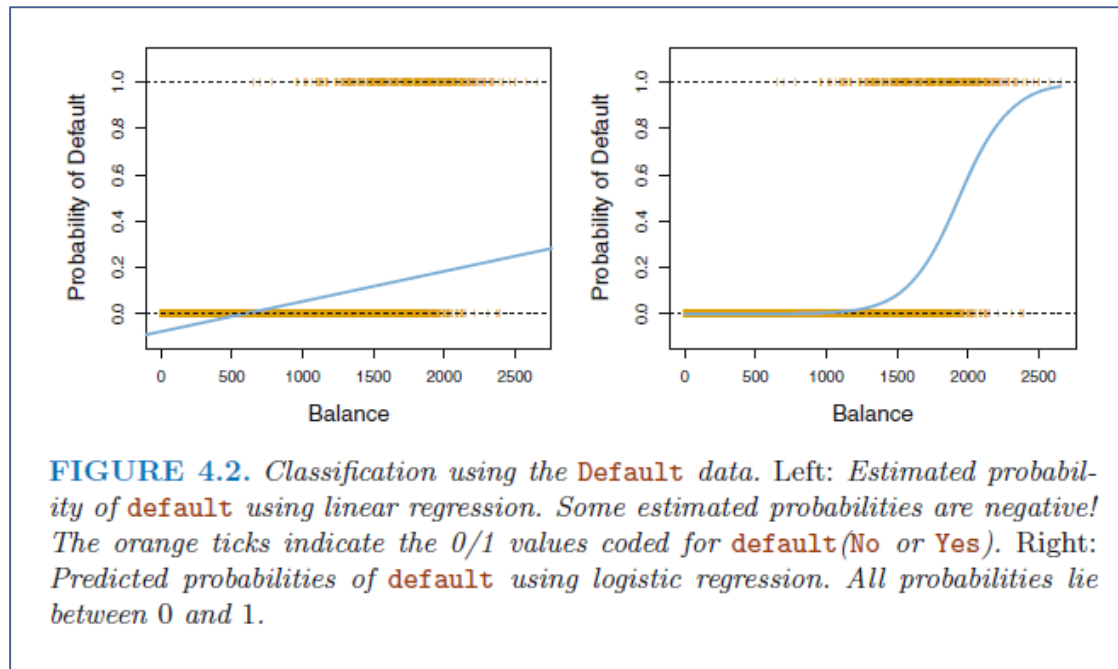 Probability of Default
1.0
0.8
0.6
0.4
0.2
0.0
0 500 1000 1500 2000 2500
Balance
Probability of Default
1.0
0.8
0.6
0.4
0.2
0.0
0 500 1000 1500 2000 2500
Balance
FIGURE 4.2. Classification using the Default data. Left: Estimated probabil-
ity of default using linear regression. Some estimated probabilities are negative!
The orange ticks indicate the 0/1 values coded for default(No or Yes). Right:
Predicted probabilities of default using logistic regression. All probabilities lie
between 0 and 1.